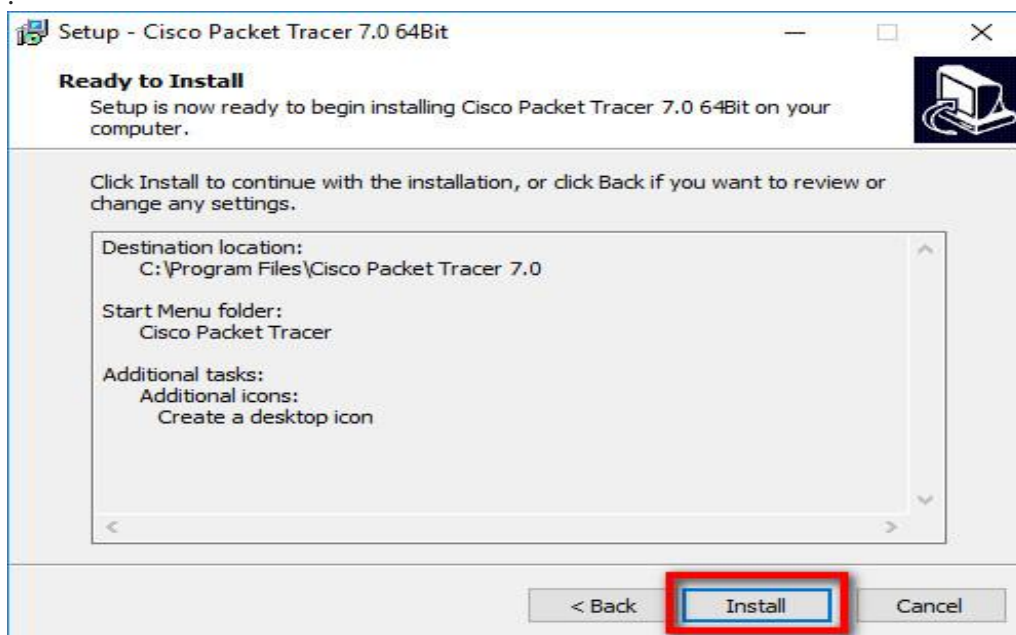 .
Setup - Cisco Packet Tracer 7.0 64Bit
Ready to Install
Setup is now ready to begin installing Cisco Packet Tracer 7.0 64Bit on your
computer.
Click Install to continue with the installation, or click Back if you want to review or
change any settings.
Destination location:
C:\Program Files\Cisco Packet Tracer 7.0
Start Menu folder:
Cisco Packet Tracer
Additional tasks:
Additional icons:
Create a desktop icon
< Back
Install
Cancel